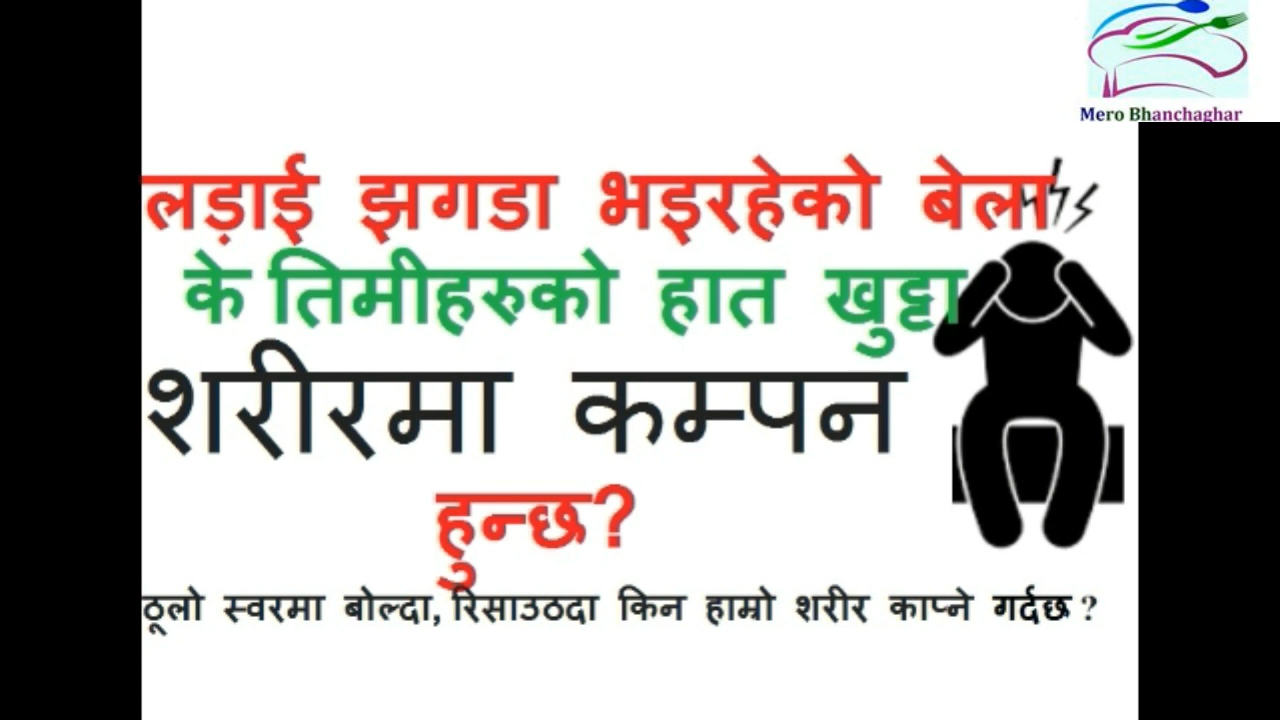 Mero Bhanchaghar
लड़ाई झगडा भइरहेको बेला
के तिमीहरुको हात खुट्टा
शरीरमा कम्पन
हुन्छ?
ठूलो स्वरमा बोल्दा, रिसाउठदा किन हाम्रो शरीर काप्ने गर्दछ ?